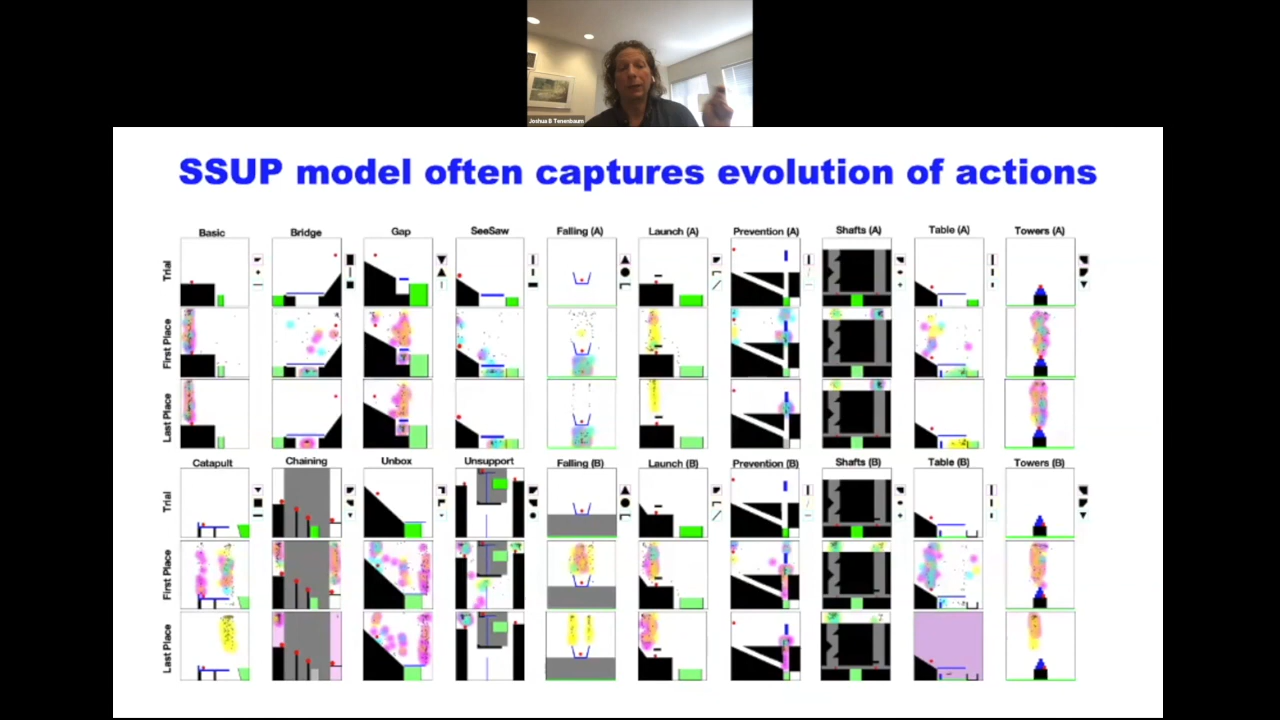 Joshua B Tenenbaum
SSUP model often captures evolution of actions
Basic Bridge Gap SeeSaw Falling (A) Launch (A) Prevention (A) Shafts (A) Table (A) Towers (A)
Trial
First Place
Last Place
Catapult Chaining Unbox Unsupport Falling (B) Launch (B) Prevention (B) Shafts (B) Table (B) Towers (B)
Trial
First Place
Last Place